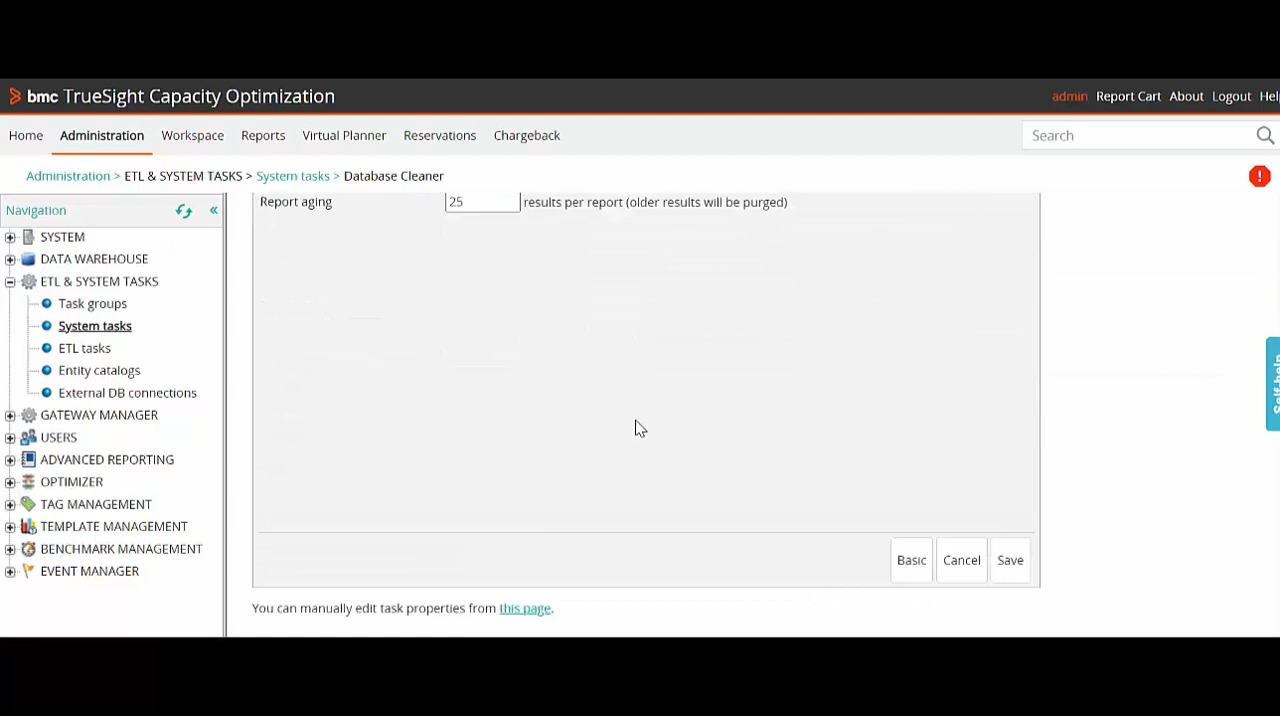 bmc TrueSight Capacity Optimization
admin Report Cart About Logout Hel
Home Administration Workspace Reports Virtual Planner Reservations Chargeback
Search
Administration > ETL & SYSTEM TASKS > System tasks > Database Cleaner
Navigation
Report aging 25 results per report (older results will be purged)
SYSTEM
DATA WAREHOUSE
ETL & SYSTEM TASKS
Task groups
System tasks
ETL tasks
Entity catalogs
External DB connections
GATEWAY MANAGER
USERS
ADVANCED REPORTING
OPTIMIZER
TAG MANAGEMENT
TEMPLATE MANAGEMENT
BENCHMARK MANAGEMENT
EVENT MANAGER
Self-help
Basic Cancel Save
You can manually edit task properties from this page.